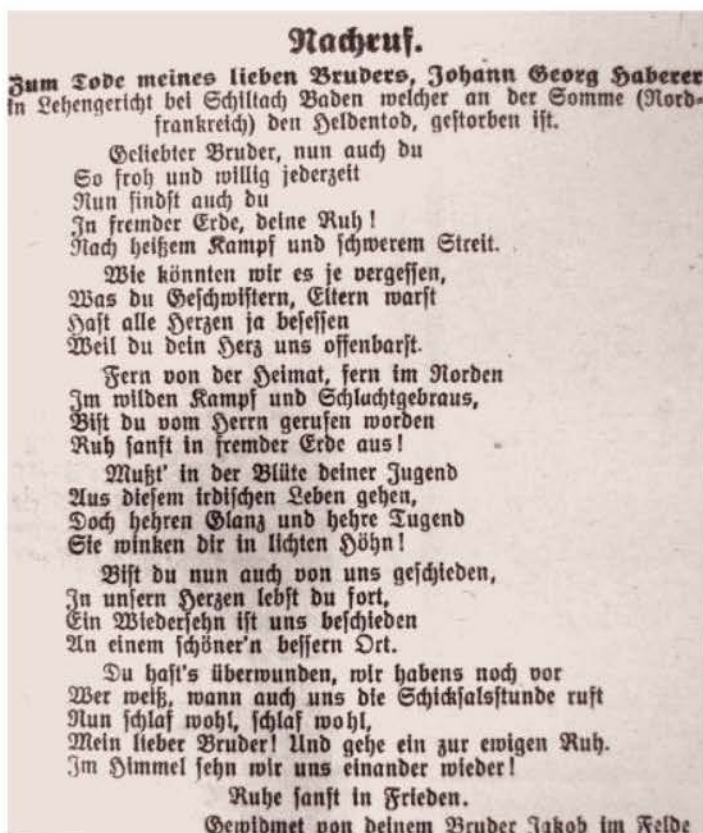 Nachruf.
Zum Tode meines lieben Bruders, Johann Georg Haberer
in Lehengericht bei Schiltach Baden welcher an der Somme (Nord-
frankreich) den Heldentod, gestorben ist.
Geliebter Bruder, nun auch du
So froh und willig jederzeit
Nun findst auch du
In fremder Erde, deine Ruh!
Nach heißem Kampf und schwerem Streit.
Wie könnten wir es je vergessen,
Was du Geschwistern, Eltern warst
Hast alle Herzen ja besessen
Weil du dein Herz uns offenbarst.
Fern von der Heimat, fern im Norden
Im wilden Kampf und Schlachtgebraus,
Bist du vom Herrn gerufen worden
Ruh sanft in fremder Erde aus!
Mußt' in der Blüte deiner Jugend
Aus diesem irdischen Leben gehen,
Doch hehren Glanz und hehre Tugend
Sie winken dir in lichten Höhn!
Bist du nun auch von uns geschieden,
In unsern Herzen lebst du fort,
Ein Wiedersehn ist uns beschieden
An einem schöner'n bessern Ort.
Du hast's überwunden, wir habens noch vor
Wer weiß, wann auch uns die Schicksalsstunde ruft
Nun schlaf wohl, schlaf wohl,
Mein lieber Bruder! Und gehe ein zur ewigen Ruh.
Im Himmel sehn wir uns einander wieder!
Ruhe sanft in Frieden.
Gewidmet von deinem Bruder Jakob im Felde